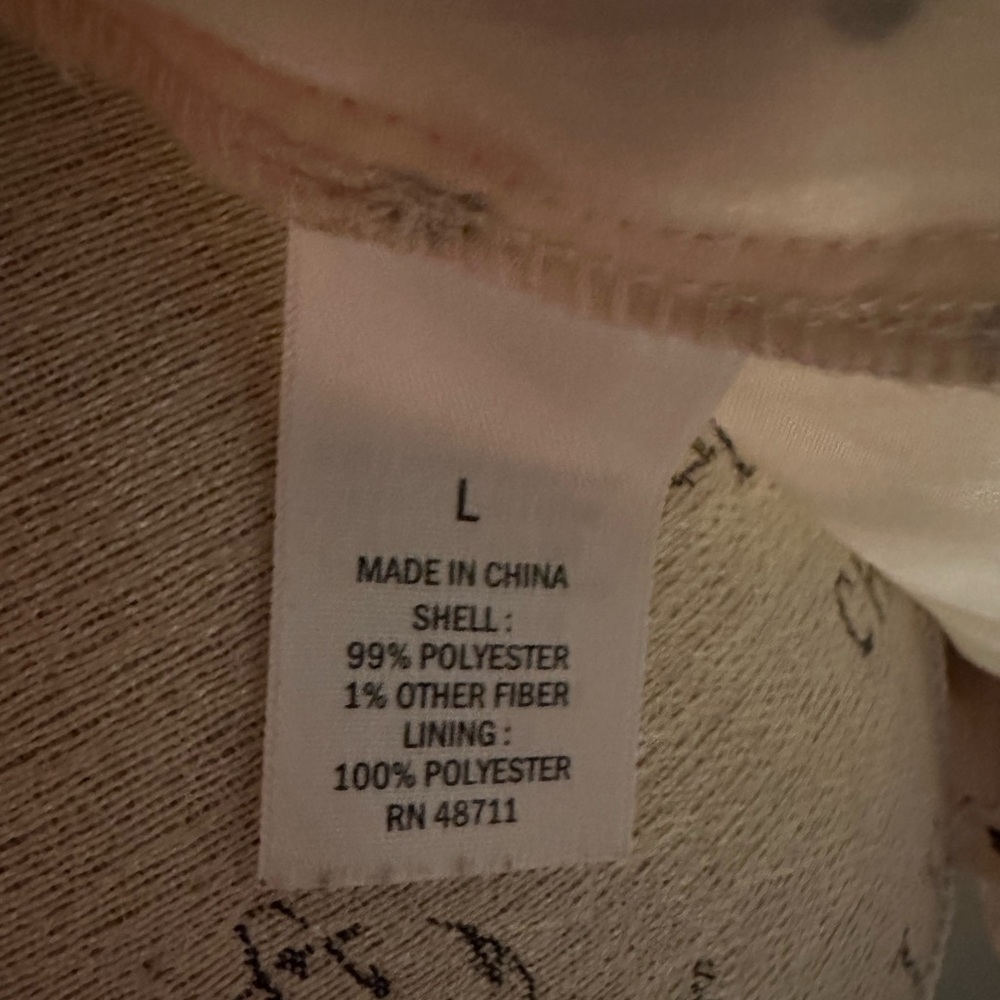 L
MADE IN CHINA
SHELL :
99% POLYESTER
1% OTHER FIBER
LINING :
100% POLYESTER
RN 48711